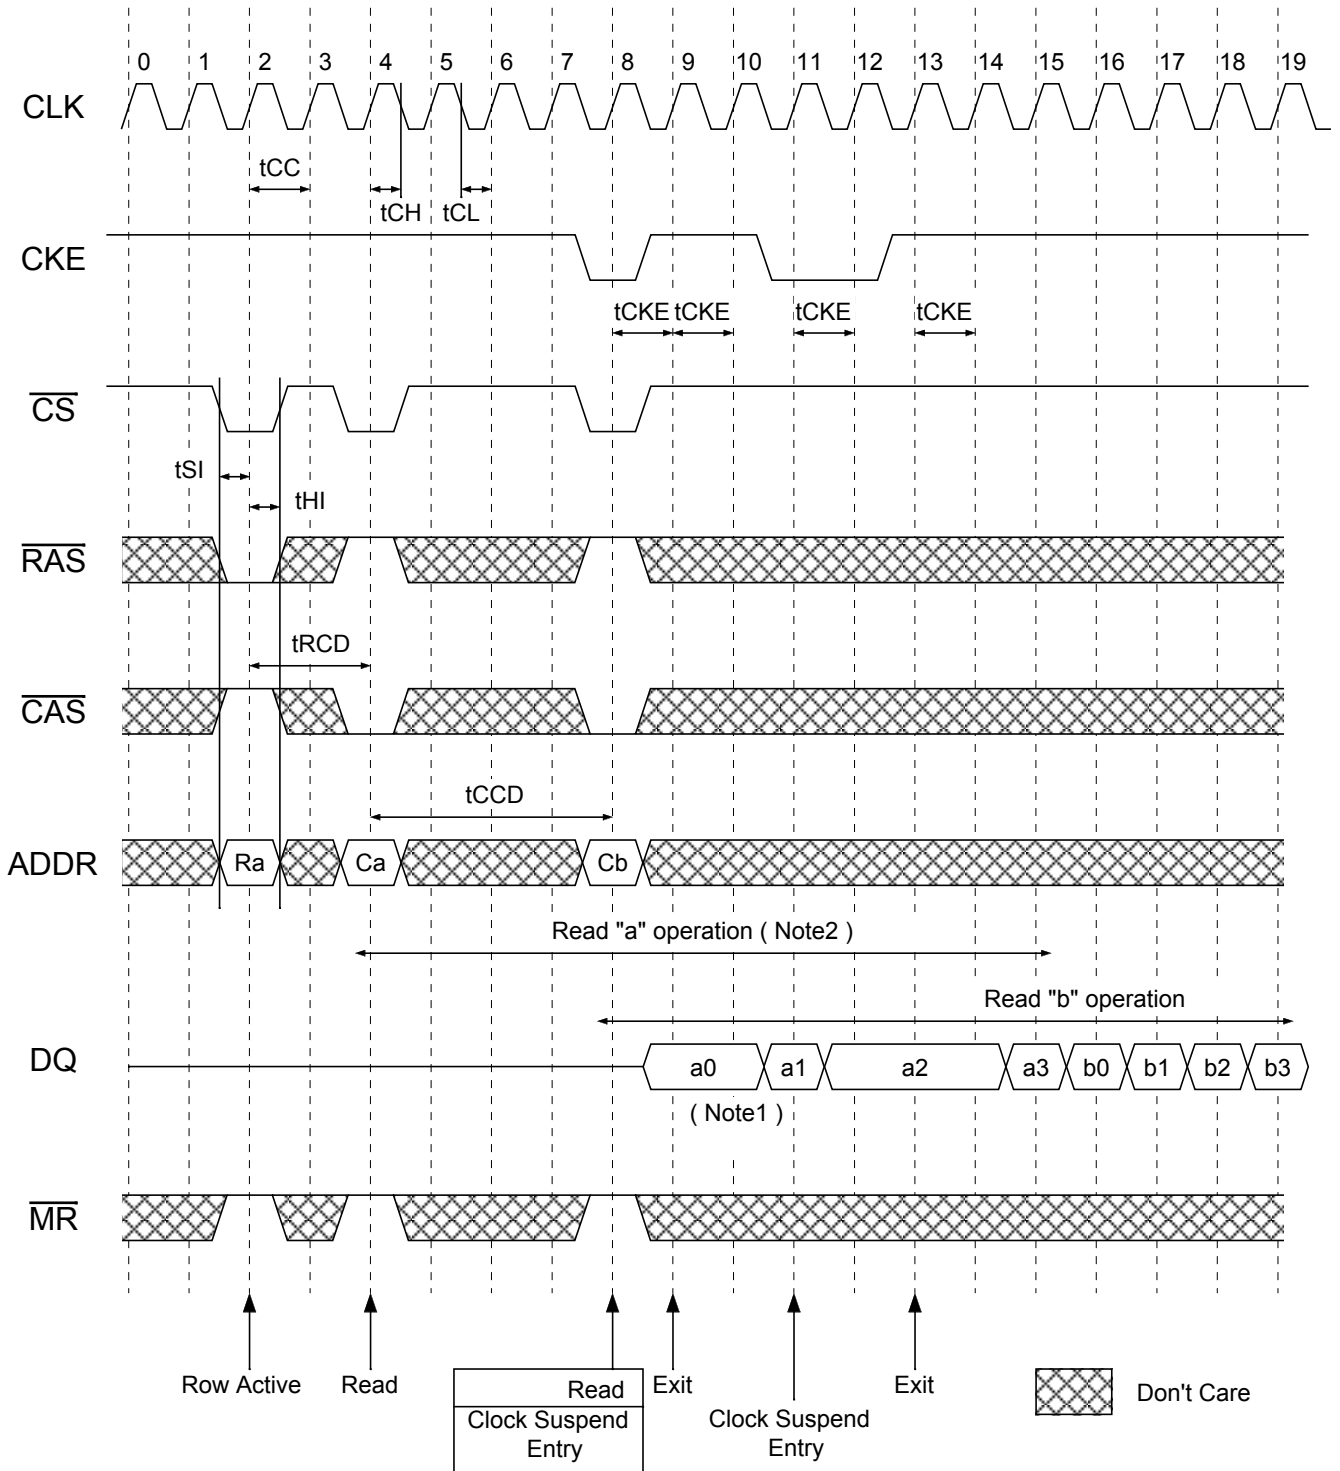 0 1 2 3 4 5 6 7 8 9 10 11 12 13 14 15 16 17 18 19
CLK
tCC
tCH tCL
CKE
tCKE tCKE tCKE tCKE
CS
tSI
tHI
RAS
tRCD
CAS
tCCD
ADDR Ra Ca Cb
Read "a" operation ( Note2 )
Read "b" operation
DQ a0 a1 a2 a3 b0 b1 b2 b3
( Note1 )
MR
Row Active Read Read Exit Exit Don't Care
Clock Suspend Clock Suspend
Entry Entry